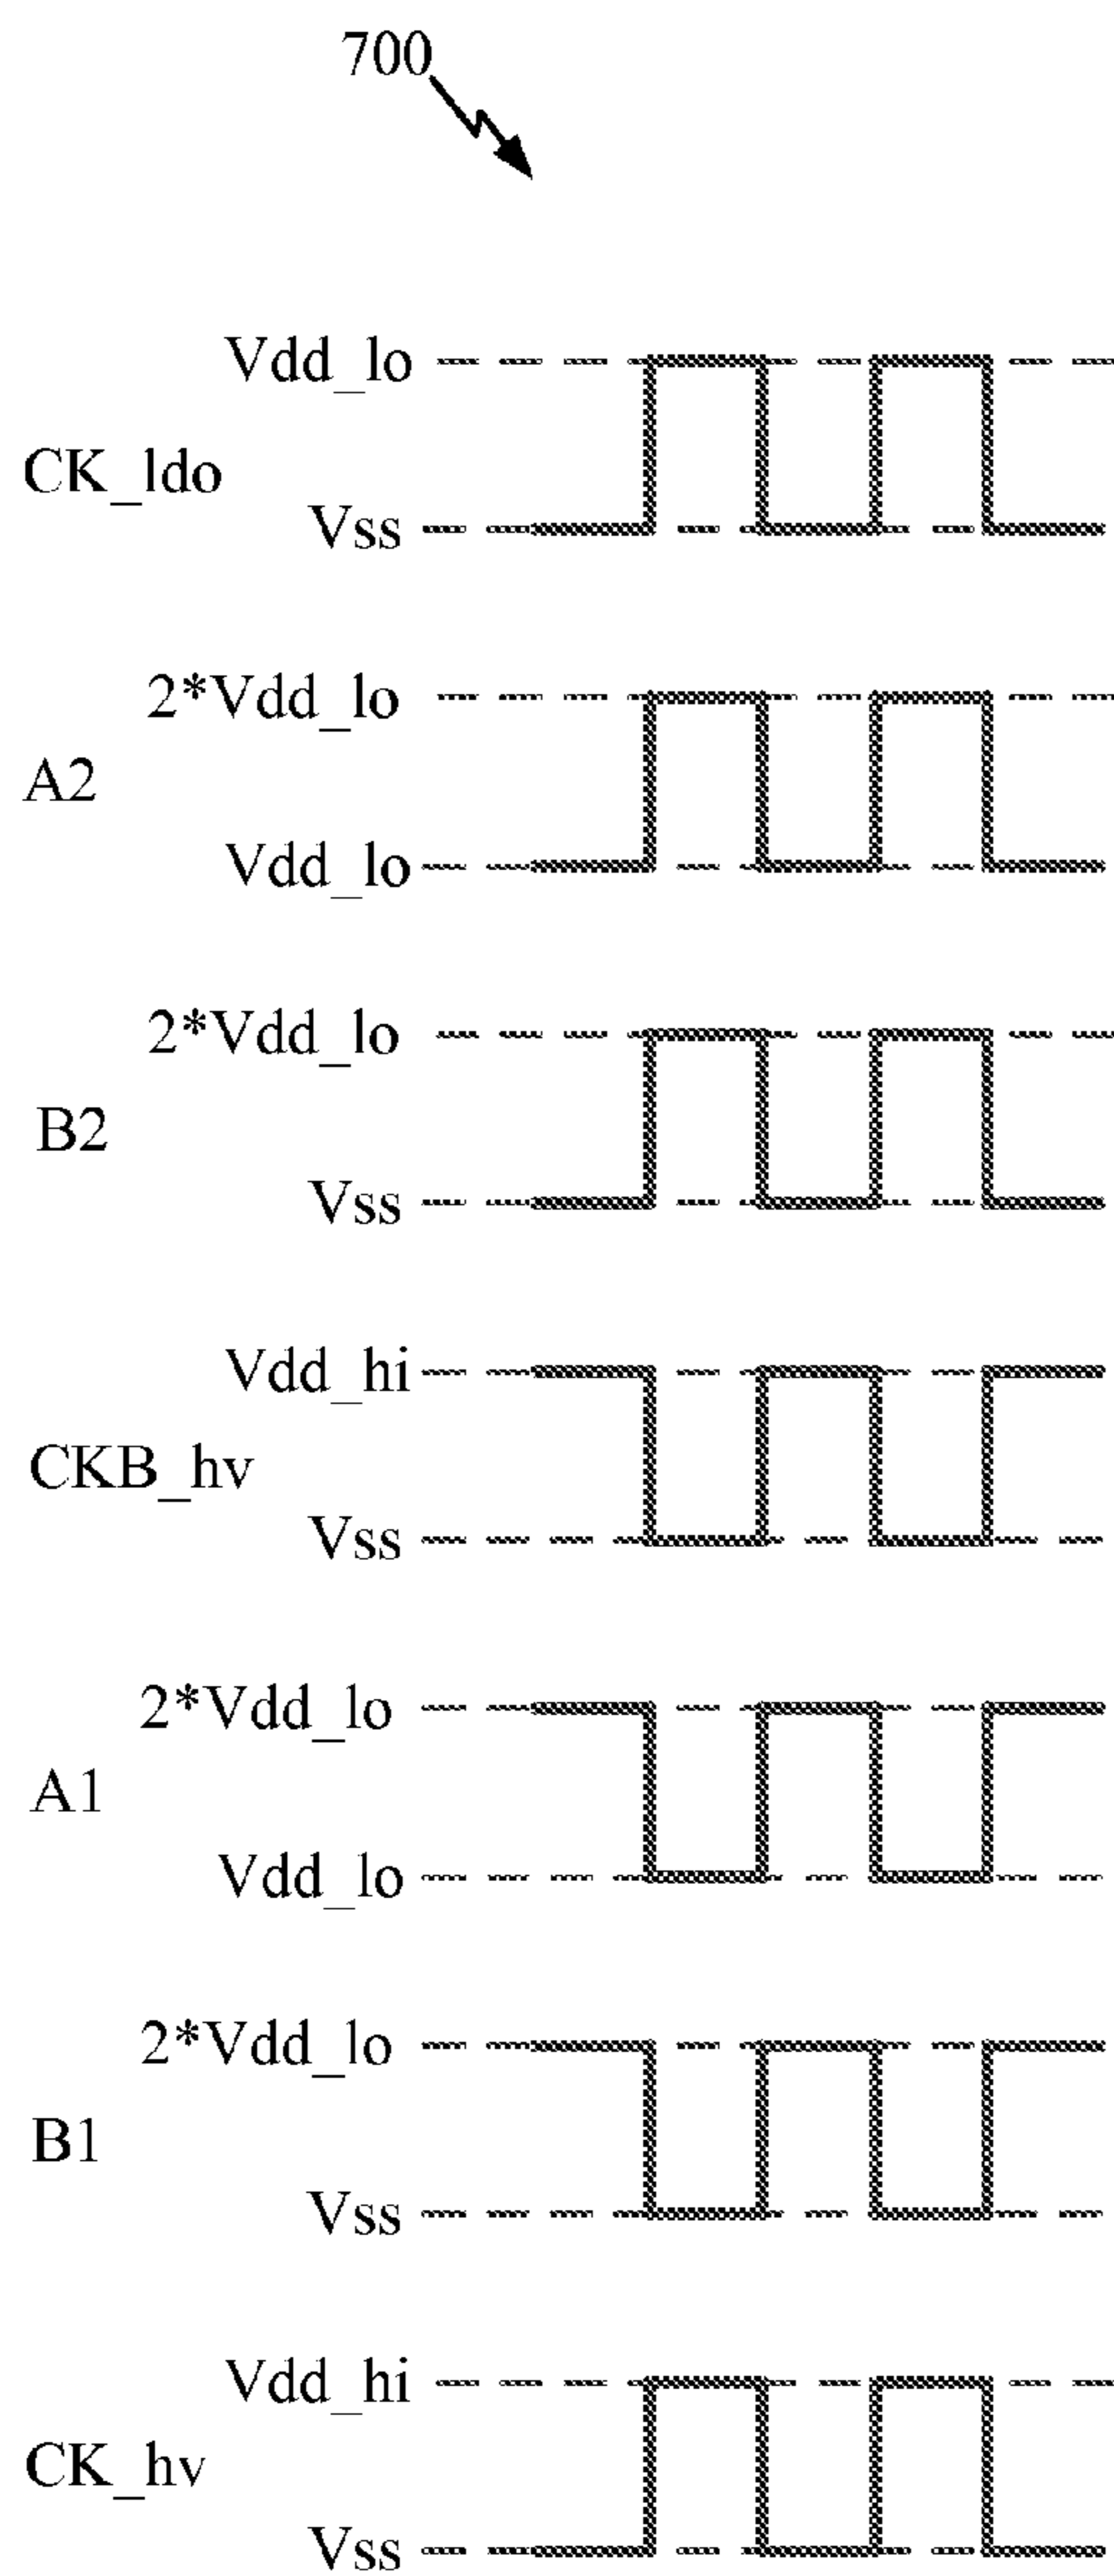 700
Vdd_lo
CK_ldo
Vss
2*Vdd_lo
A2
Vdd_lo
2*Vdd_lo
B2
Vss
Vdd_hi
CKB_hv
Vss
2*Vdd_lo
A1
Vdd_lo
2*Vdd_lo
B1
Vss
Vdd_hi
CK_hv
Vss